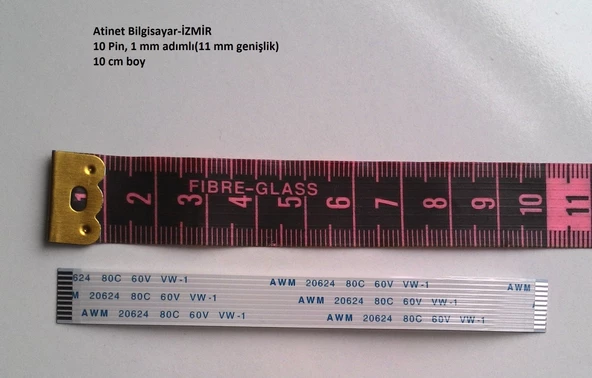 Atinet Bilgisayar-İZMİR
10 Pin, 1 mm adımlı(11 mm genişlik)
10 cm boy
1 2 3 4 5 6 7 8 9 10 11
FIBRE-GLASS
624 80C 60V VW-1 AWM 20624 80C 60V VW-1 AWM
M 20624 80C 60V VW-1 AWM 20624 80C 60V VW-1
AWM 20624 80C 60V VW-1 AWM 20624 80C 60V VW-1